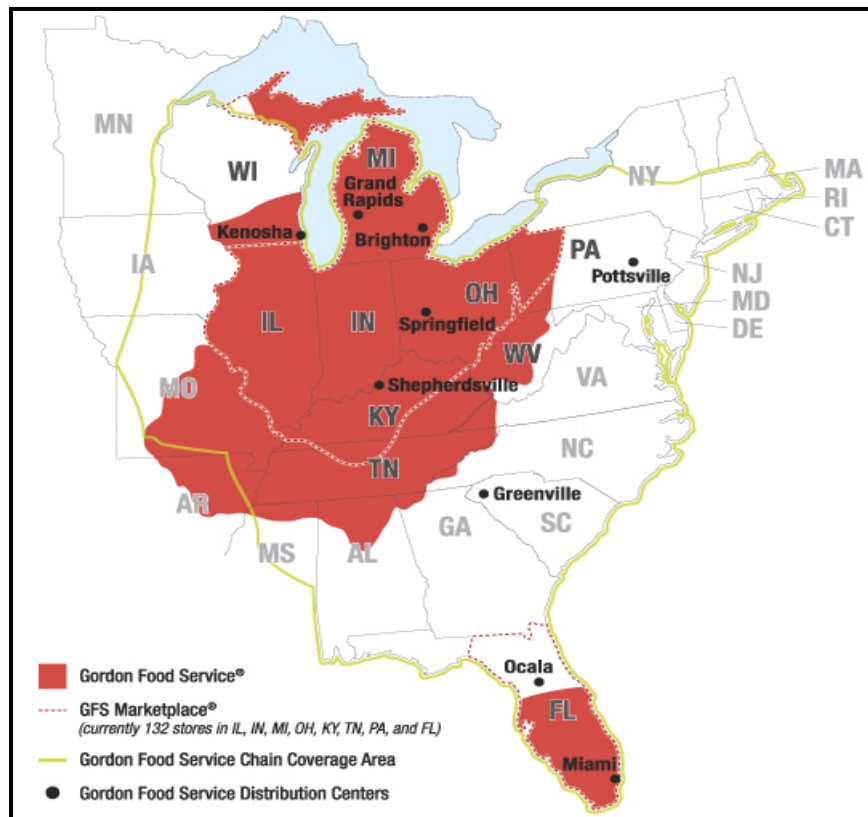 MN
WI
MI
Grand
Rapids
Kenosha
Brighton
NY
MA
RI
CT
IA
PA
Pottsville
NJ
MD
DE
OH
IL
IN
Springfield
WV
VA
MO
Shepherdsville
KY
NC
TN
Greenville
AR
GA
SC
MS
AL
Ocala
FL
Miami
Gordon Food Service®
GFS Marketplace®
(currently 132 stores in IL, IN, MI, OH, KY, TN, PA, and FL)
Gordon Food Service Chain Coverage Area
Gordon Food Service Distribution Centers